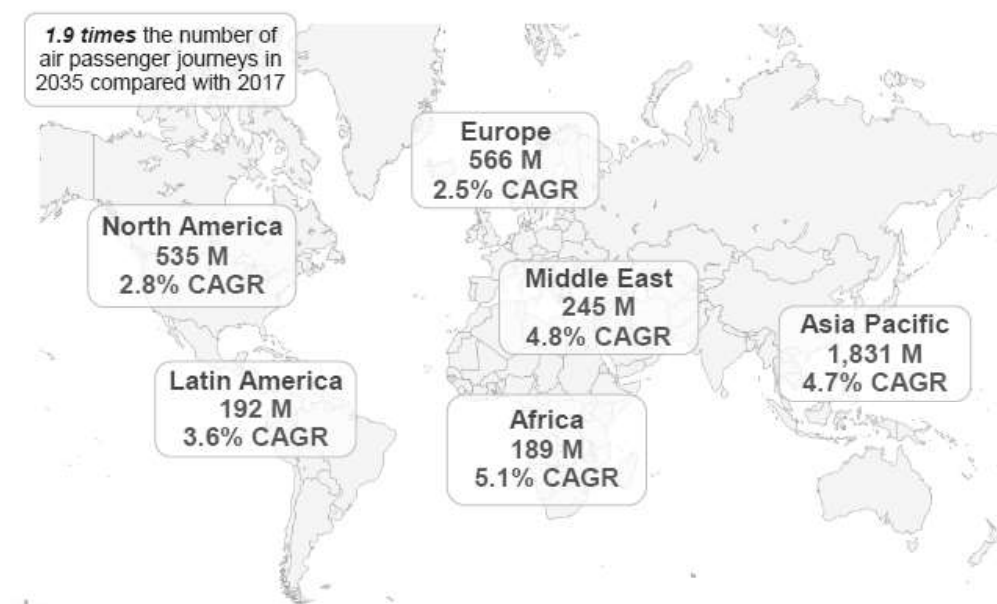 1.9 times the number of
air passenger journeys in
2035 compared with 2017
Europe
566 M
2.5% CAGR
North America
535 M
2.8% CAGR
Middle East
245 M
4.8% CAGR
Asia Pacific
1,831 M
4.7% CAGR
Latin America
192 M
3.6% CAGR
Africa
189 M
5.1% CAGR